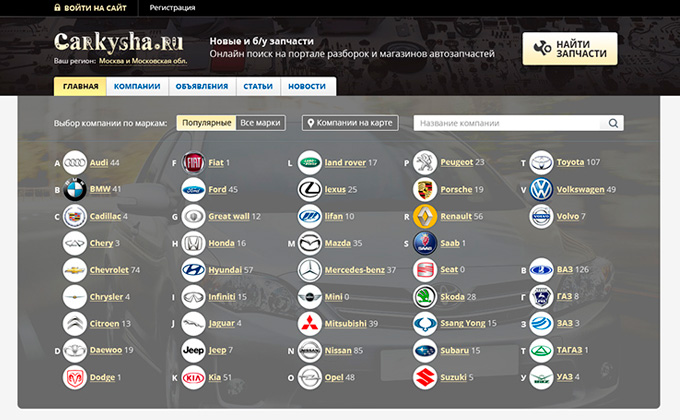 ВОЙТИ НА САЙТ Регистрация
Carkysha.ru
Ваш регион: Москва и Московская обл.
Новые и б/у запчасти
Онлайн поиск на портале разборок и магазинов автозапчастей
НАЙТИ
ЗАПЧАСТИ
ГЛАВНАЯ КОМПАНИИ ОБЪЯВЛЕНИЯ СТАТЬИ НОВОСТИ
Выбор компании по маркам: Популярные Все марки Компании на карте Название компании
A Audi 44 F FIAT Fiat 1 L land rover 17 P Peugeot 23 T Toyota 107
B BMW 41 Ford 45 lexus 25 Porsche 19 V Volkswagen 49
C Cadillac 4 G Great wall 12 lifan 10 R Renault 56 Volvo 7
Chery 3 H Honda 16 M Mazda 35 S Saab 1
Chevrolet 74 Hyundai 57 Mercedes-benz 37 Seat 0 В ВАЗ 126
Chrysler 4 I Infiniti 15 Mini 0 Skoda 28 Г ГАЗ 8
Citroen 13 J Jaguar 4 Mitsubishi 39 Ssang Yong 15 З ЗАЗ 3
D Daewoo 19 Jeep Jeep 7 N Nissan 85 Subaru 15 Т ТАГАЗ 1
Dodge 1 K KIA Kia 51 O Opel 48 Suzuki 5 У УАЗ 4